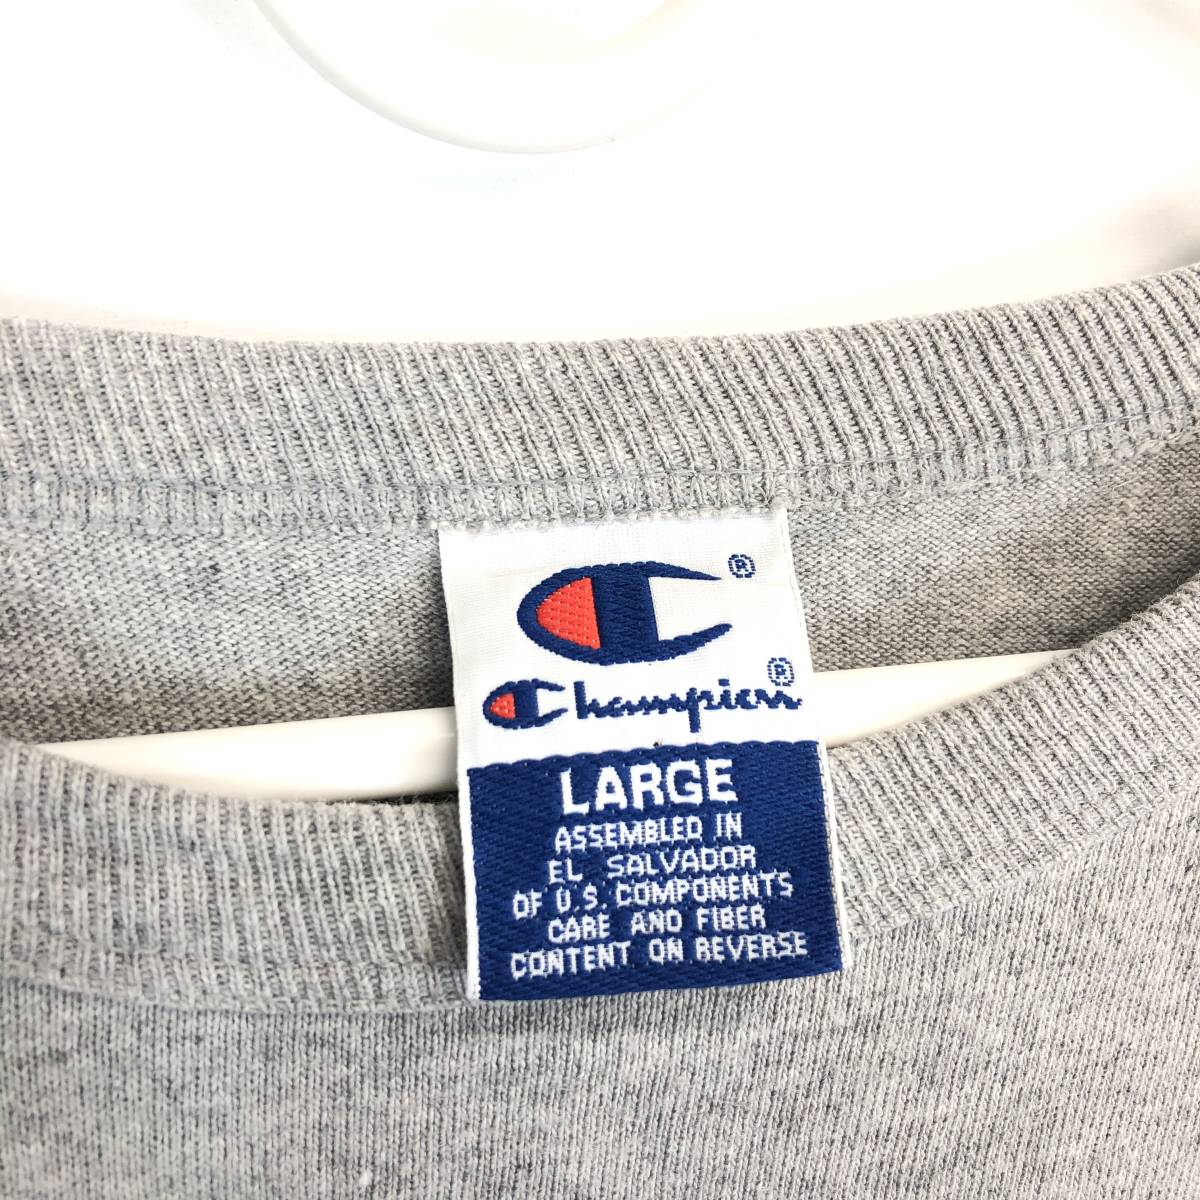 ®
Champion®
LARGE
ASSEMBLED IN
EL SALVADOR
OF U.S. COMPONENTS
CARE AND FIBER
CONTENT ON REVERSE